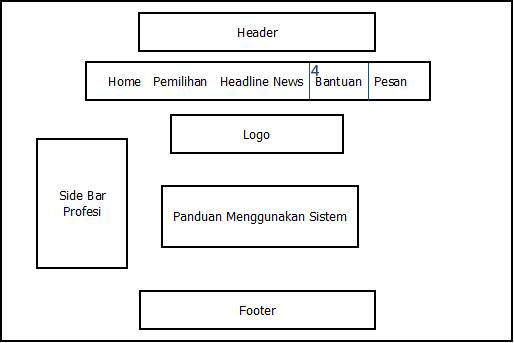 Header
Home Pemilihan Headline News 4 Bantuan Pesan
Logo
Side Bar
Profesi
Panduan Menggunakan Sistem
Footer